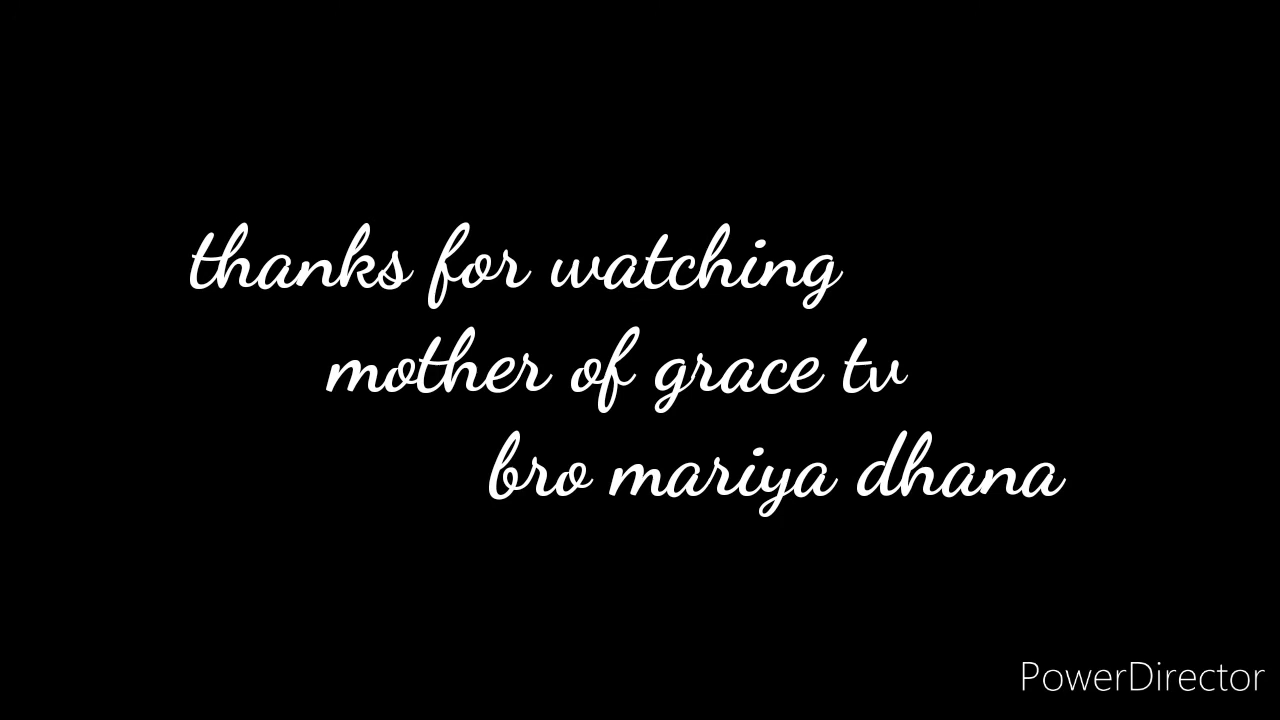 thanks for watching
mother of grace tv
bro mariya dhana
PowerDirector